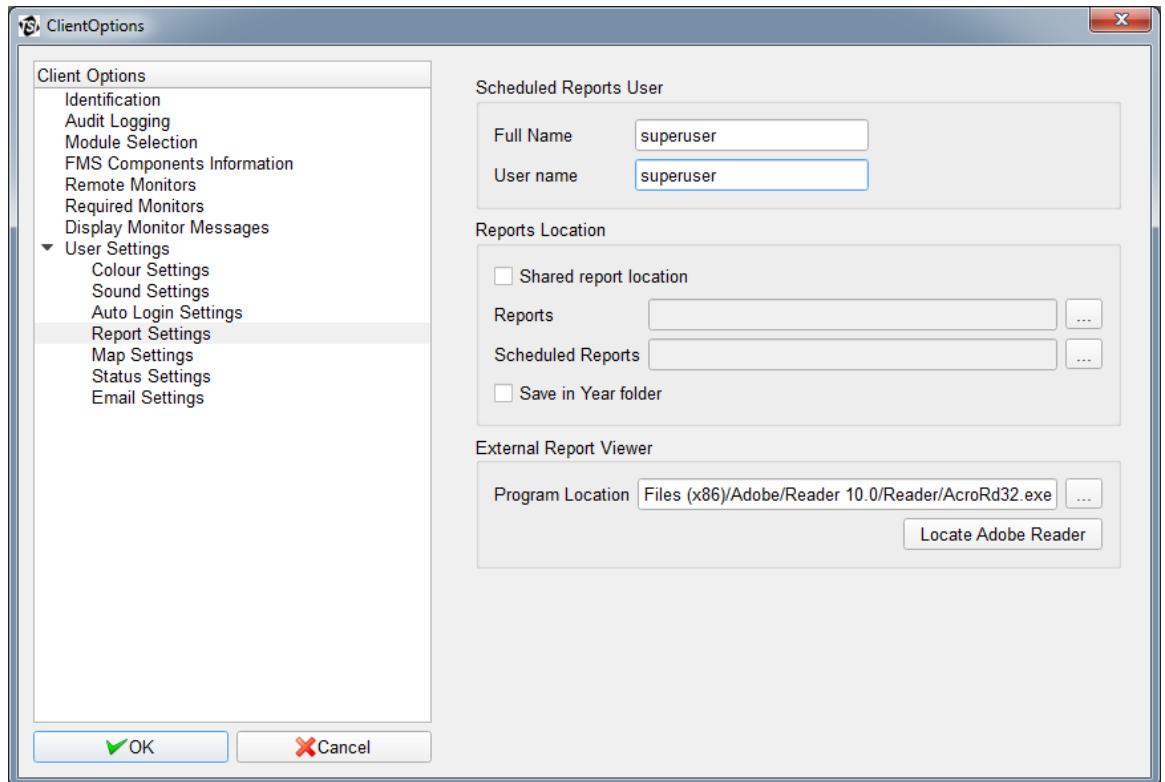 TSI ClientOptions
Client Options
Identification
Audit Logging
Module Selection
FMS Components Information
Remote Monitors
Required Monitors
Display Monitor Messages
User Settings
Colour Settings
Sound Settings
Auto Login Settings
Report Settings
Map Settings
Status Settings
Email Settings
OK
Cancel
Scheduled Reports User
Full Name superuser
User name superuser
Reports Location
Shared report location
Reports ...
Scheduled Reports ...
Save in Year folder
External Report Viewer
Program Location Files (x86)/Adobe/Reader 10.0/Reader/AcroRd32.exe ...
Locate Adobe Reader